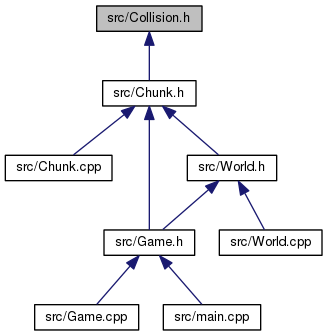 src/Collision.h
src/Chunk.h
src/Chunk.cpp
src/World.h
src/Game.h
src/World.cpp
src/Game.cpp
src/main.cpp